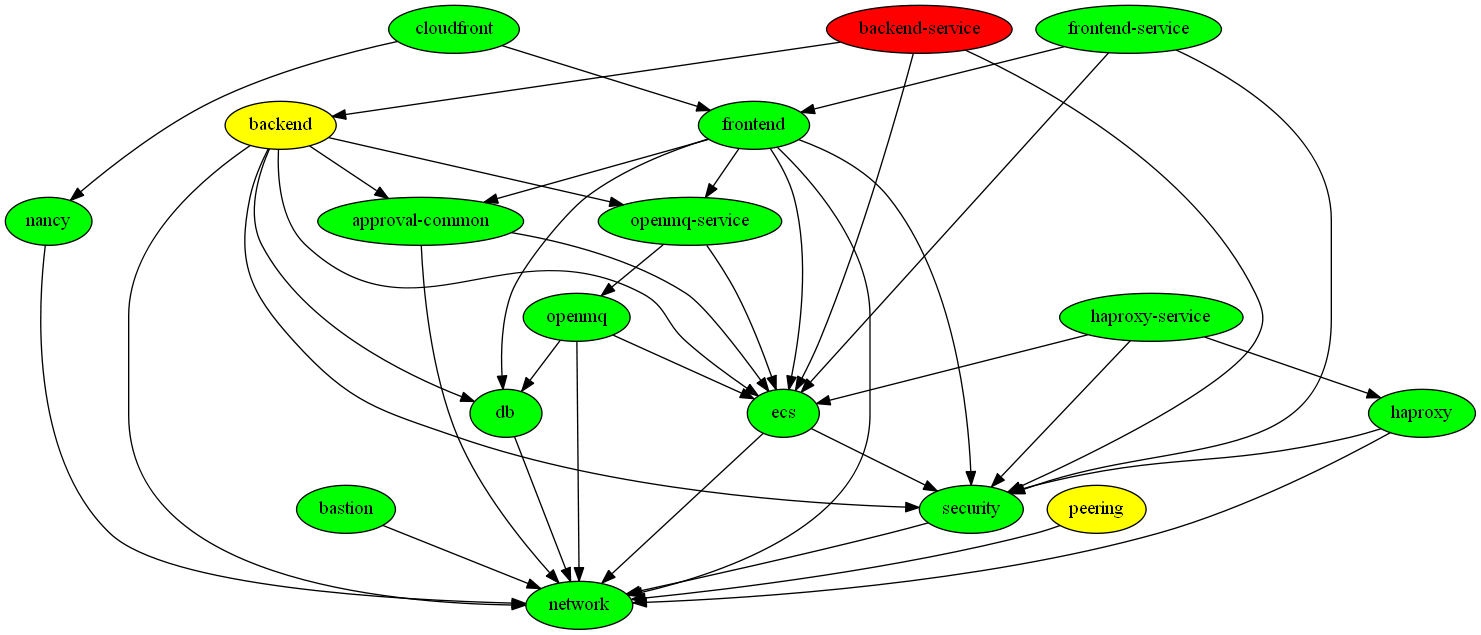 cloudfront
backend-service
frontend-service
backend
frontend
nancy
approval-common
openmq-service
openmq
haproxy-service
db
ecs
haproxy
bastion
security
peering
network